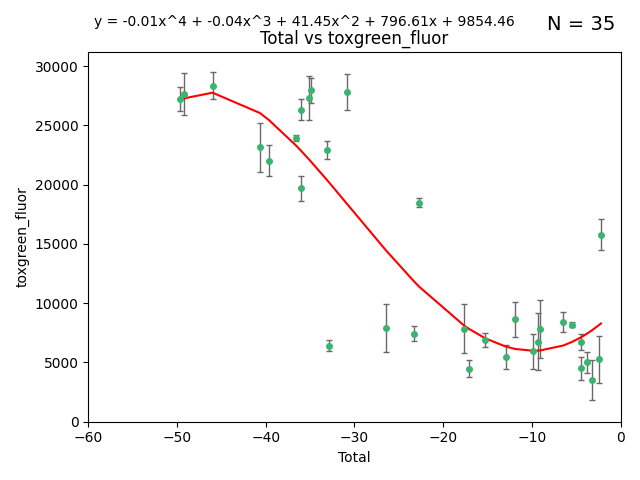 y = -0.01x^4 + -0.04x^3 + 41.45x^2 + 796.61x + 9854.46
N = 35
Total vs toxgreen_fluor
30000
25000
20000
15000
10000
5000
0
toxgreen_fluor
−60 −50 −40 −30 −20 −10 0
Total